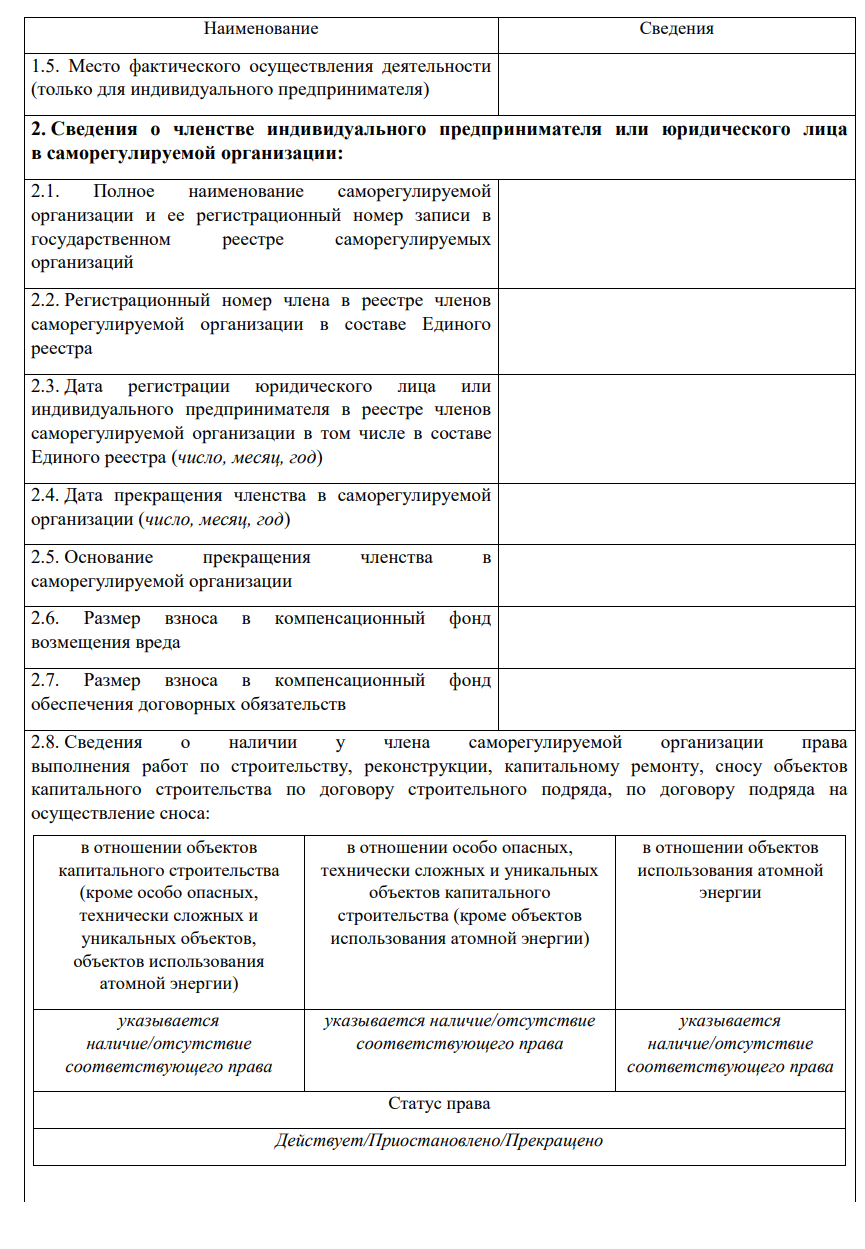 Наименование
Сведения
1.5. Место фактического осуществления деятельности
(только для индивидуального предпринимателя)
2. Сведения о членстве индивидуального предпринимателя или юридического лица
в саморегулируемой организации:
2.1. Полное наименование саморегулируемой
организации и ее регистрационный номер записи в
государственном реестре саморегулируемых
организаций
2.2. Регистрационный номер члена в реестре членов
саморегулируемой организации в составе Единого
реестра
2.3. Дата регистрации юридического лица или
индивидуального предпринимателя в реестре членов
саморегулируемой организации в том числе в составе
Единого реестра (число, месяц, год)
2.4. Дата прекращения членства в саморегулируемой
организации (число, месяц, год)
2.5. Основание прекращения членства в
саморегулируемой организации
2.6. Размер взноса в компенсационный фонд
возмещения вреда
2.7. Размер взноса в компенсационный фонд
обеспечения договорных обязательств
2.8. Сведения о наличии у члена саморегулируемой организации права
выполнения работ по строительству, реконструкции, капитальному ремонту, сносу объектов
капитального строительства по договору строительного подряда, по договору подряда на
осуществление сноса:
в отношении объектов
капитального строительства
(кроме особо опасных,
технически сложных и
уникальных объектов,
объектов использования
атомной энергии)
в отношении особо опасных,
технически сложных и уникальных
объектов капитального
строительства (кроме объектов
использования атомной энергии)
в отношении объектов
использования атомной
энергии
указывается
наличие/отсутствие
соответствующего права
указывается наличие/отсутствие
соответствующего права
указывается
наличие/отсутствие
соответствующего права
Статус права
Действует/Приостановлено/Прекращено